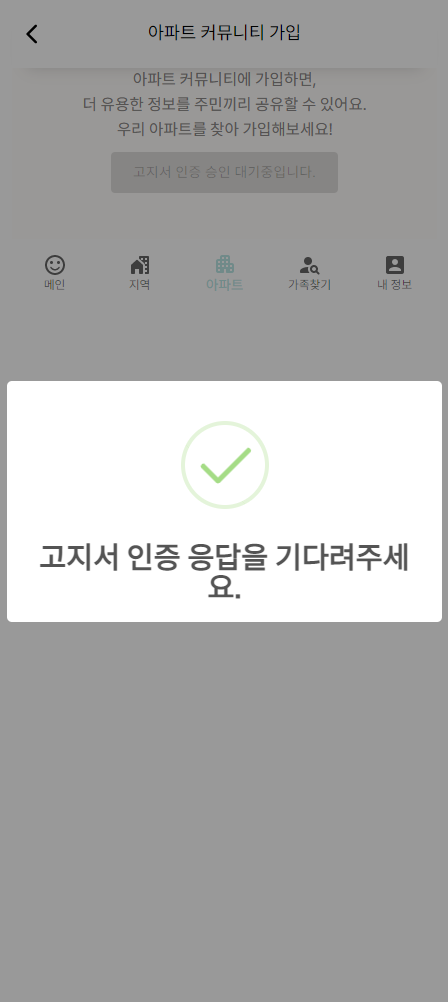 아파트 커뮤니티 가입
아파트 커뮤니티에 가입하면,
더 유용한 정보를 주민끼리 공유할 수 있어요.
우리 아파트를 찾아 가입해보세요!
고지서 인증 승인 대기중입니다.
메인 지역 아파트 가족찾기 내 정보
고지서 인증 응답을 기다려주세
요.